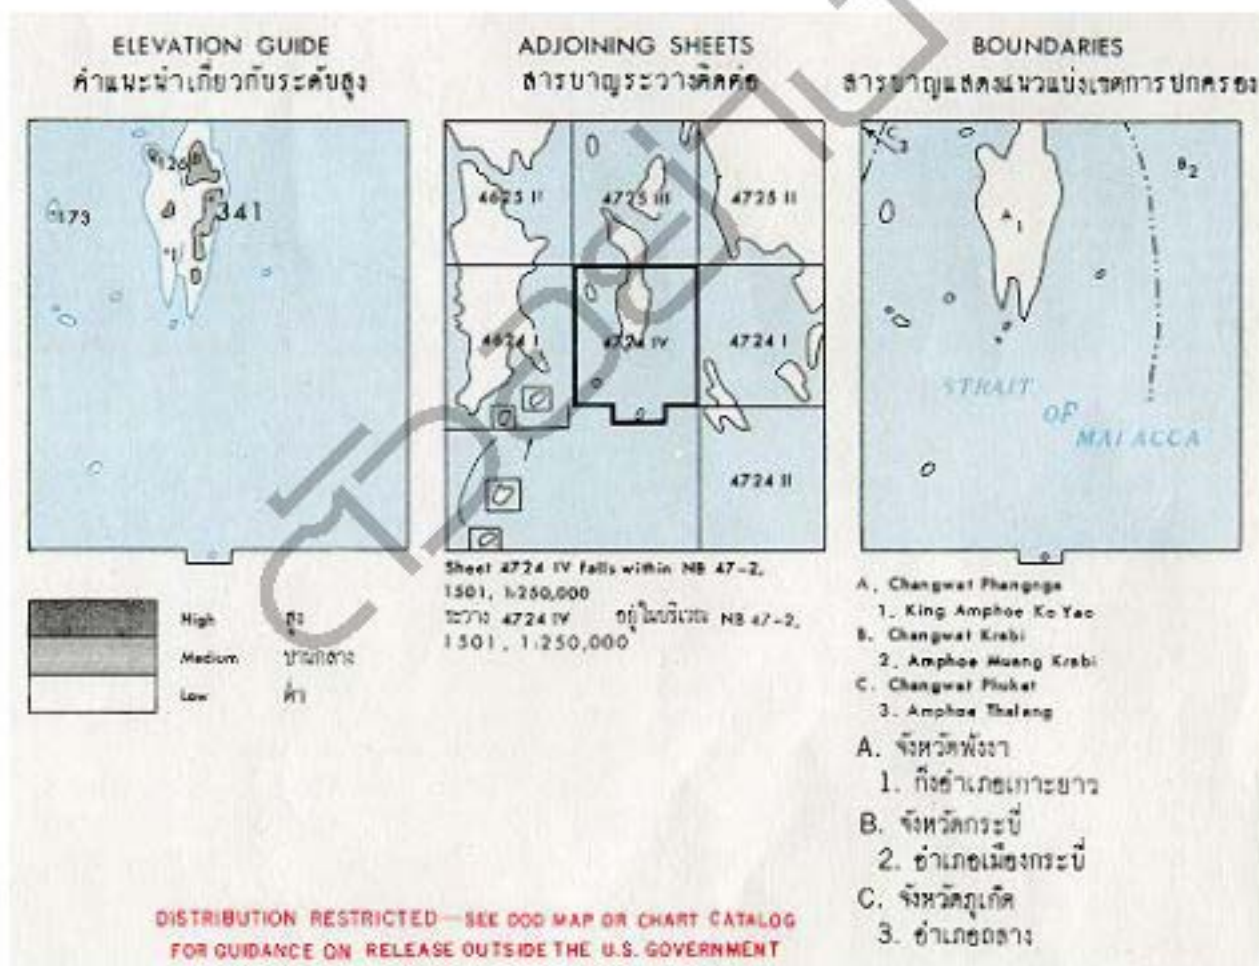 ELEVATION GUIDE
คำแนะนำเกี่ยวกับระดับสูง
126
173
341
High สูง
Medium ปานกลาง
Low ต่ำ
ADJOINING SHEETS
สารบาญระวางติดต่อ
4625 II 4725 III 4725 II
4624 I 4724 IV 4724 I
4724 II
Sheet 4724 IV falls within NB 47-2,
1501, 1:250,000
ระวาง 4724 IV อยู่ในบริเวณ NB 47-2,
1501, 1:250,000
BOUNDARIES
สารบาญแสดงแนวแบ่งเขตการปกครอง
C
3
B2
A
1
STRAIT
OF
MALACCA
A. Changwat Phangnga
1. King Amphoe Ko Yao
B. Changwat Krabi
2. Amphoe Muang Krabi
C. Changwat Phuket
3. Amphoe Thalang
A. จังหวัดพังงา
1. กิ่งอำเภอเกาะยาว
B. จังหวัดกระบี่
2. อำเภอเมืองกระบี่
C. จังหวัดภูเก็ต
3. อำเภอถลาง
DISTRIBUTION RESTRICTED—SEE DOD MAP OR CHART CATALOG
FOR GUIDANCE ON RELEASE OUTSIDE THE U.S. GOVERNMENT
ตัวอย่าง